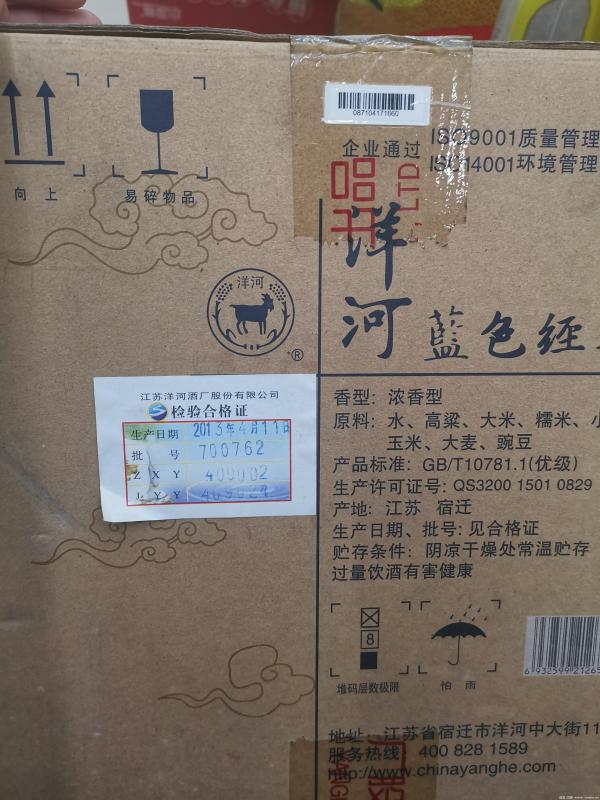 087104171660
企业通过
ISO9001质量管理
ISO14001环境管理
LTD
向上
易碎物品
洋河
洋河
®
蓝色经
江苏洋河酒厂股份有限公司
检验合格证
生产日期 2013年4月11日
批号 700762
Z X Y 409002
J Y Y 409024
香型：浓香型
原料：水、高粱、大米、糯米、小
玉米、大麦、豌豆
产品标准：GB/T10781.1(优级)
生产许可证号：QS3200 1501 0829
产地：江苏 宿迁
生产日期、批号：见合格证
贮存条件：阴凉干燥处常温贮存
过量饮酒有害健康
8
堆码层数极限
怕雨
6 932599 21265
地址：江苏省宿迁市洋河中大街11
服务热线：400 828 1589
http://www.chinayanghe.com
股